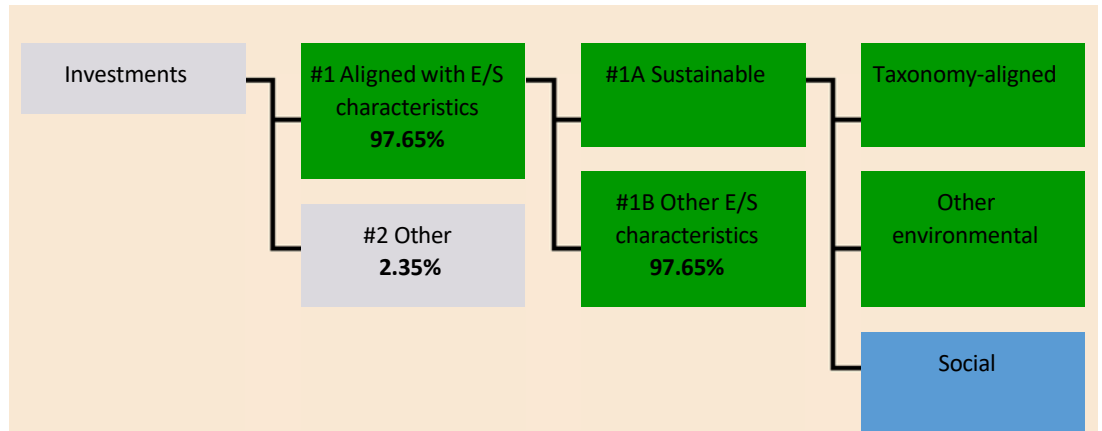 Investments
#1 Aligned with E/S
characteristics
97.65%
#2 Other
2.35%
#1A Sustainable
#1B Other E/S
characteristics
97.65%
Taxonomy-aligned
Other
environmental
Social